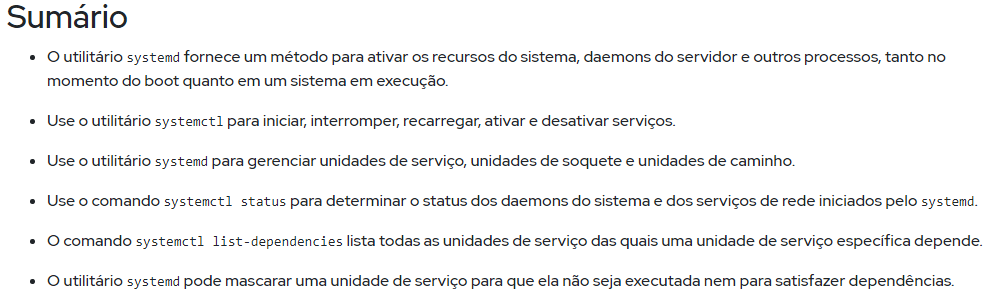 Sumário
• O utilitário systemd fornece um método para ativar os recursos do sistema, daemons do servidor e outros processos, tanto no
momento do boot quanto em um sistema em execução.
• Use o utilitário systemctl para iniciar, interromper, recarregar, ativar e desativar serviços.
• Use o utilitário systemd para gerenciar unidades de serviço, unidades de soquete e unidades de caminho.
• Use o comando systemctl status para determinar o status dos daemons do sistema e dos serviços de rede iniciados pelo systemd.
• O comando systemctl list-dependencies lista todas as unidades de serviço das quais uma unidade de serviço específica depende.
• O utilitário systemd pode mascarar uma unidade de serviço para que ela não seja executada nem para satisfazer dependências.